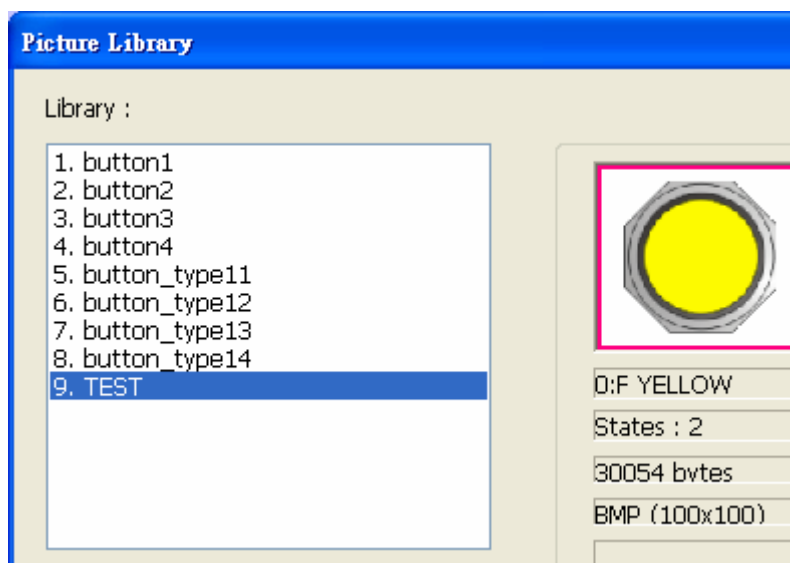 Picture Library
Library :
1. button1
2. button2
3. button3
4. button4
5. button_type11
6. button_type12
7. button_type13
8. button_type14
9. TEST
0:F YELLOW
States : 2
30054 bytes
BMP (100x100)